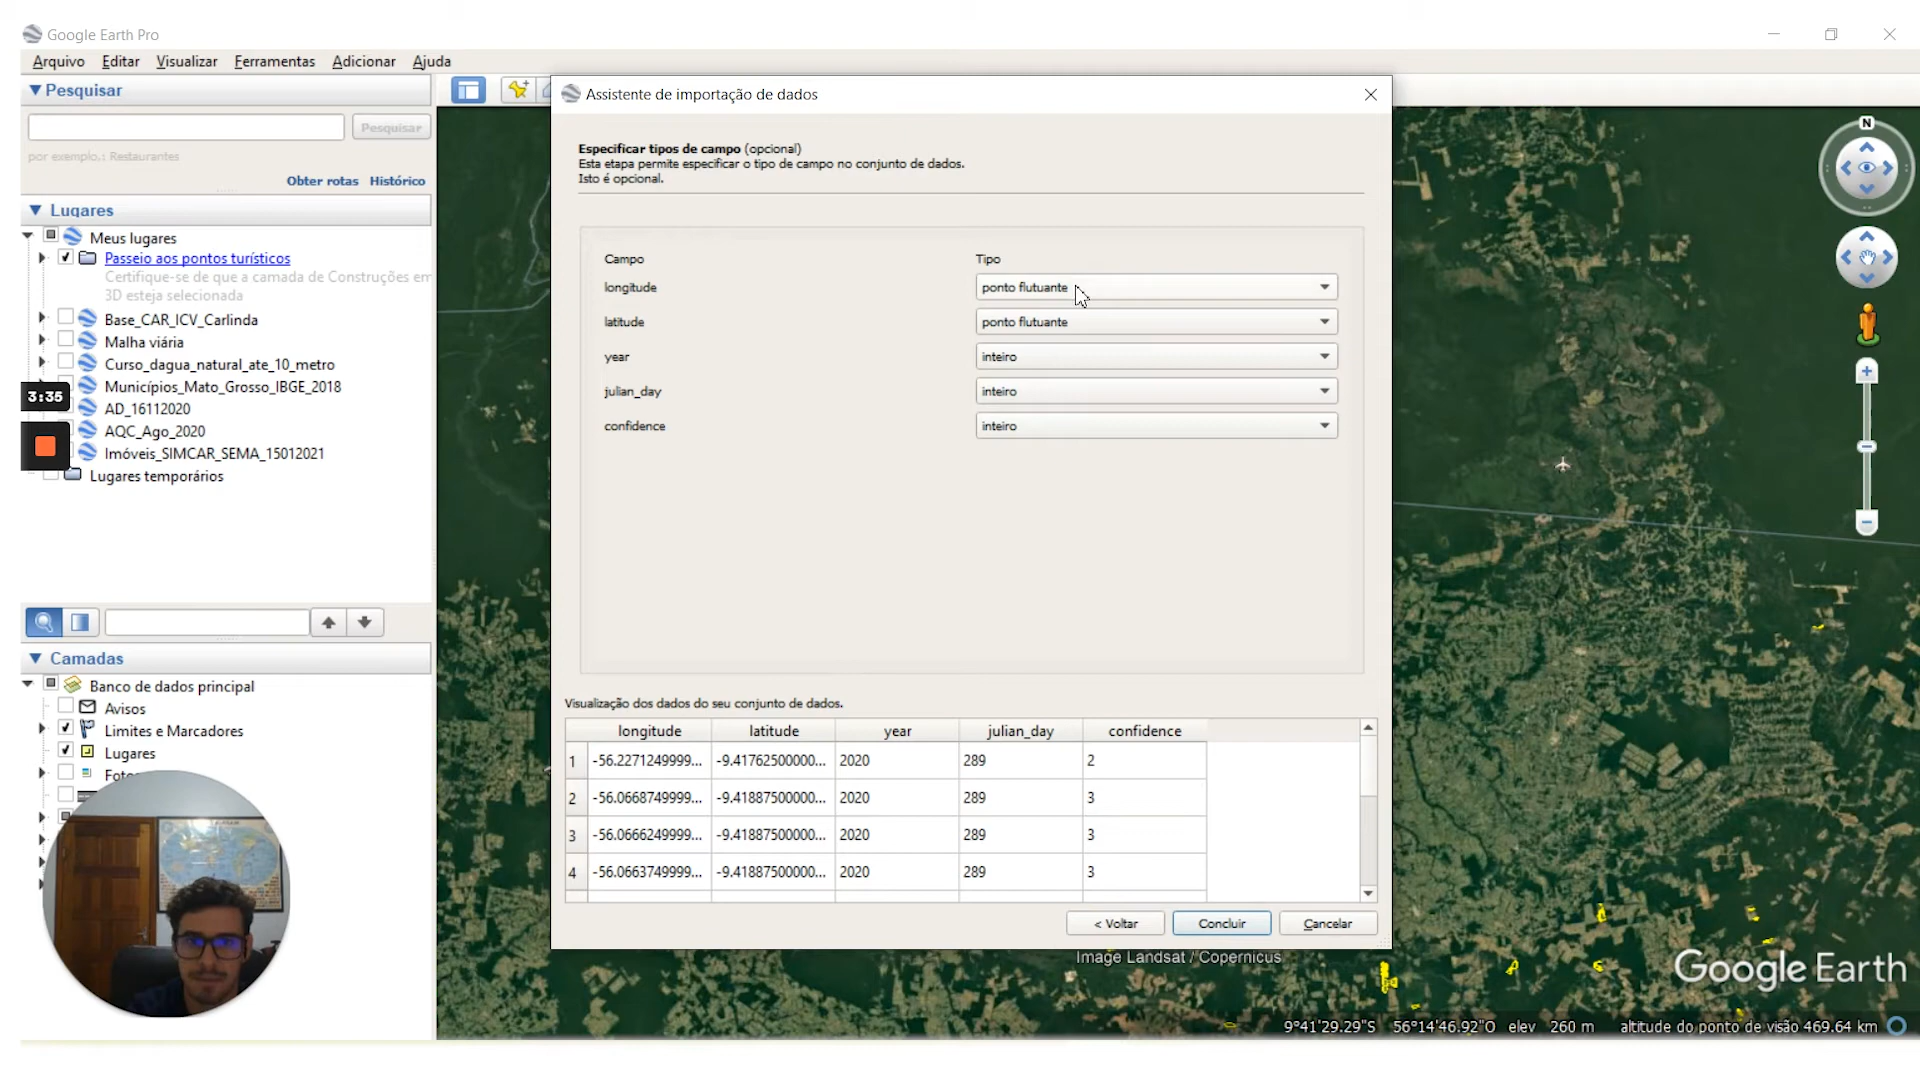 Google Earth Pro
Arquivo Editar Visualizar Ferramentas Adicionar Ajuda
Pesquisar
Pesquisar
por exemplo,: Restaurantes
Obter rotas Histórico
Lugares
Meus lugares
Passeio aos pontos turísticos
Certifique-se de que a camada de Construções em
3D esteja selecionada
Base_CAR_ICV_Carlinda
Malha viária
Curso_dagua_natural_ate_10_metro
Municípios_Mato_Grosso_IBGE_2018
3:35
AD_16112020
AQC_Ago_2020
Imóveis_SIMCAR_SEMA_15012021
Lugares temporários
Camadas
Banco de dados principal
Avisos
Limites e Marcadores
Lugares
Assistente de importação de dados
Especificar tipos de campo (opcional)
Esta etapa permite especificar o tipo de campo no conjunto de dados.
Isto é opcional.
Campo Tipo
longitude ponto flutuante
latitude ponto flutuante
year inteiro
julian_day inteiro
confidence inteiro
Visualização dos dados do seu conjunto de dados.
longitude latitude year julian_day confidence
1 -56.2271249999... -9.41762500000... 2020 289 2
2 -56.0668749999... -9.41887500000... 2020 289 3
3 -56.0666249999... -9.41887500000... 2020 289 3
4 -56.0663749999... -9.41887500000... 2020 289 3
< Voltar Concluir Cancelar
N
Image Landsat / Copernicus
Google Earth
9°41'29.29"S 56°14'46.92"O elev 260 m altitude do ponto de visão 469.64 km